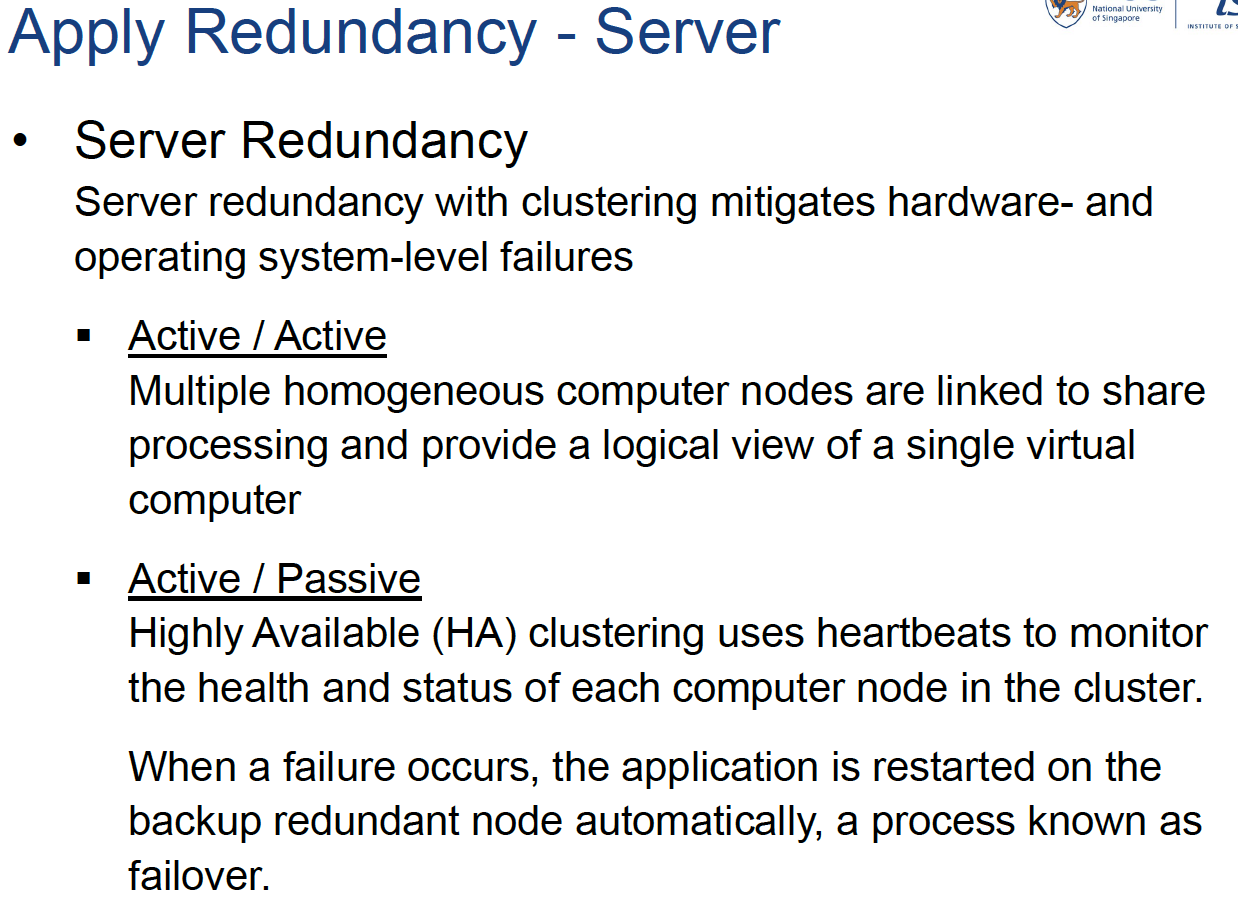 Apply Redundancy - Server
National University
of Singapore
• Server Redundancy
Server redundancy with clustering mitigates hardware- and
operating system-level failures
▪ Active / Active
Multiple homogeneous computer nodes are linked to share
processing and provide a logical view of a single virtual
computer
▪ Active / Passive
Highly Available (HA) clustering uses heartbeats to monitor
the health and status of each computer node in the cluster.
When a failure occurs, the application is restarted on the
backup redundant node automatically, a process known as
failover.